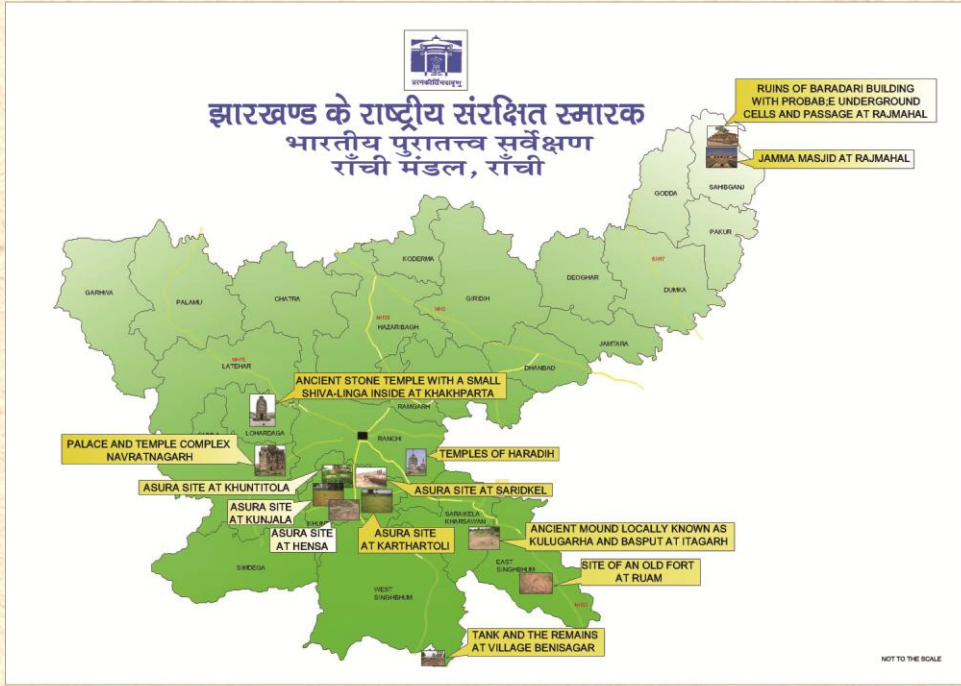 प्रत्नकीर्तिमपावृणु
झारखण्ड के राष्ट्रीय संरक्षित स्मारक
भारतीय पुरातत्त्व सर्वेक्षण
राँची मंडल, राँची
RUINS OF BARADARI BUILDING
WITH PROBAB;E UNDERGROUND
CELLS AND PASSAGE AT RAJMAHAL
JAMMA MASJID AT RAJMAHAL
SAHIBGANJ
GODDA
PAKUR
KODERMA
DEOGHAR
DUMKA
GARHWA
PALAMU
CHATRA
GIRIDIH
NH2
HAZARIBAGH
JAMTARA
LATEHAR
DHANBAD
ANCIENT STONE TEMPLE WITH A SMALL
SHIVA-LINGA INSIDE AT KHAKHPARTA
RAMGARH
LOHARDAGA
RANCHI
PALACE AND TEMPLE COMPLEX
NAVRATNAGARH
TEMPLES OF HARADIH
ASURA SITE AT KHUNTITOLA
ASURA SITE AT SARIDKEL
ASURA SITE
AT KUNJALA
ASURA SITE
AT HENSA
ASURA SITE
AT KARTHARTOLI
SARAIKELA
KHARSAWAN
ANCIENT MOUND LOCALLY KNOWN AS
KULUGARHA AND BASPUT AT ITAGARH
EAST
SINGHBHUM
SITE OF AN OLD FORT
AT RUAM
SIMDEGA
WEST
SINGHBHUM
TANK AND THE REMAINS
AT VILLAGE BENISAGAR
NOT TO THE SCALE